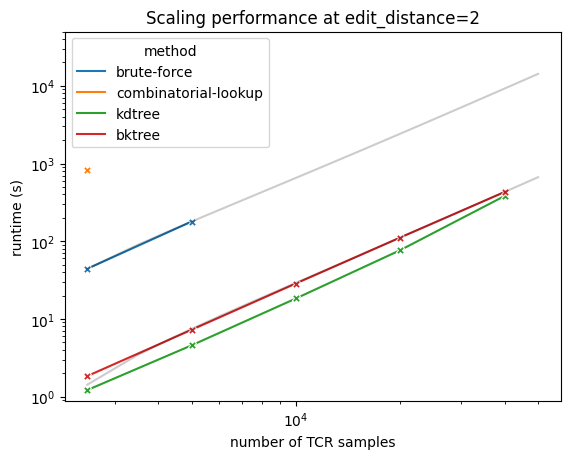 Scaling performance at edit_distance=2
method
brute-force
combinatorial-lookup
kdtree
bktree
runtime (s)
10^4
10^3
10^2
10^1
10^0
10^4
number of TCR samples